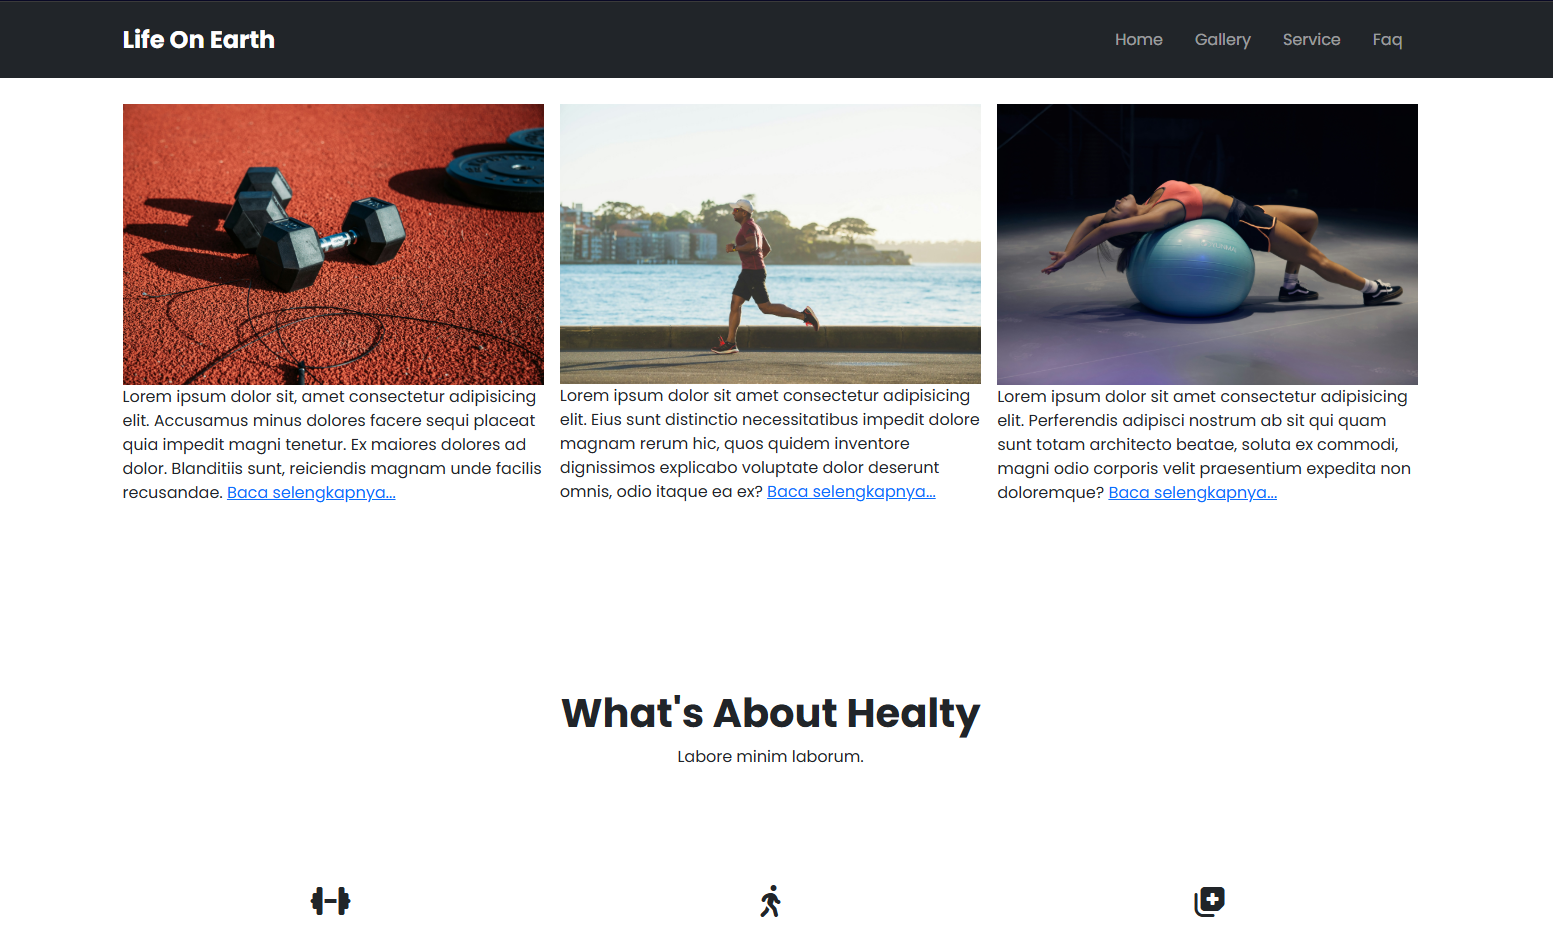 Life On Earth
Home Gallery Service Faq
Lorem ipsum dolor sit, amet consectetur adipisicing
elit. Accusamus minus dolores facere sequi placeat
quia impedit magni tenetur. Ex maiores dolores ad
dolor. Blanditiis sunt, reiciendis magnam unde facilis
recusandae. Baca selengkapnya...
Lorem ipsum dolor sit amet consectetur adipisicing
elit. Eius sunt distinctio necessitatibus impedit dolore
magnam rerum hic, quos quidem inventore
dignissimos explicabo voluptate dolor deserunt
omnis, odio itaque ea ex? Baca selengkapnya...
Lorem ipsum dolor sit amet consectetur adipisicing
elit. Perferendis adipisci nostrum ab sit qui quam
sunt totam architecto beatae, soluta ex commodi,
magni odio corporis velit praesentium expedita non
doloremque? Baca selengkapnya...
What's About Healty
Labore minim laborum.